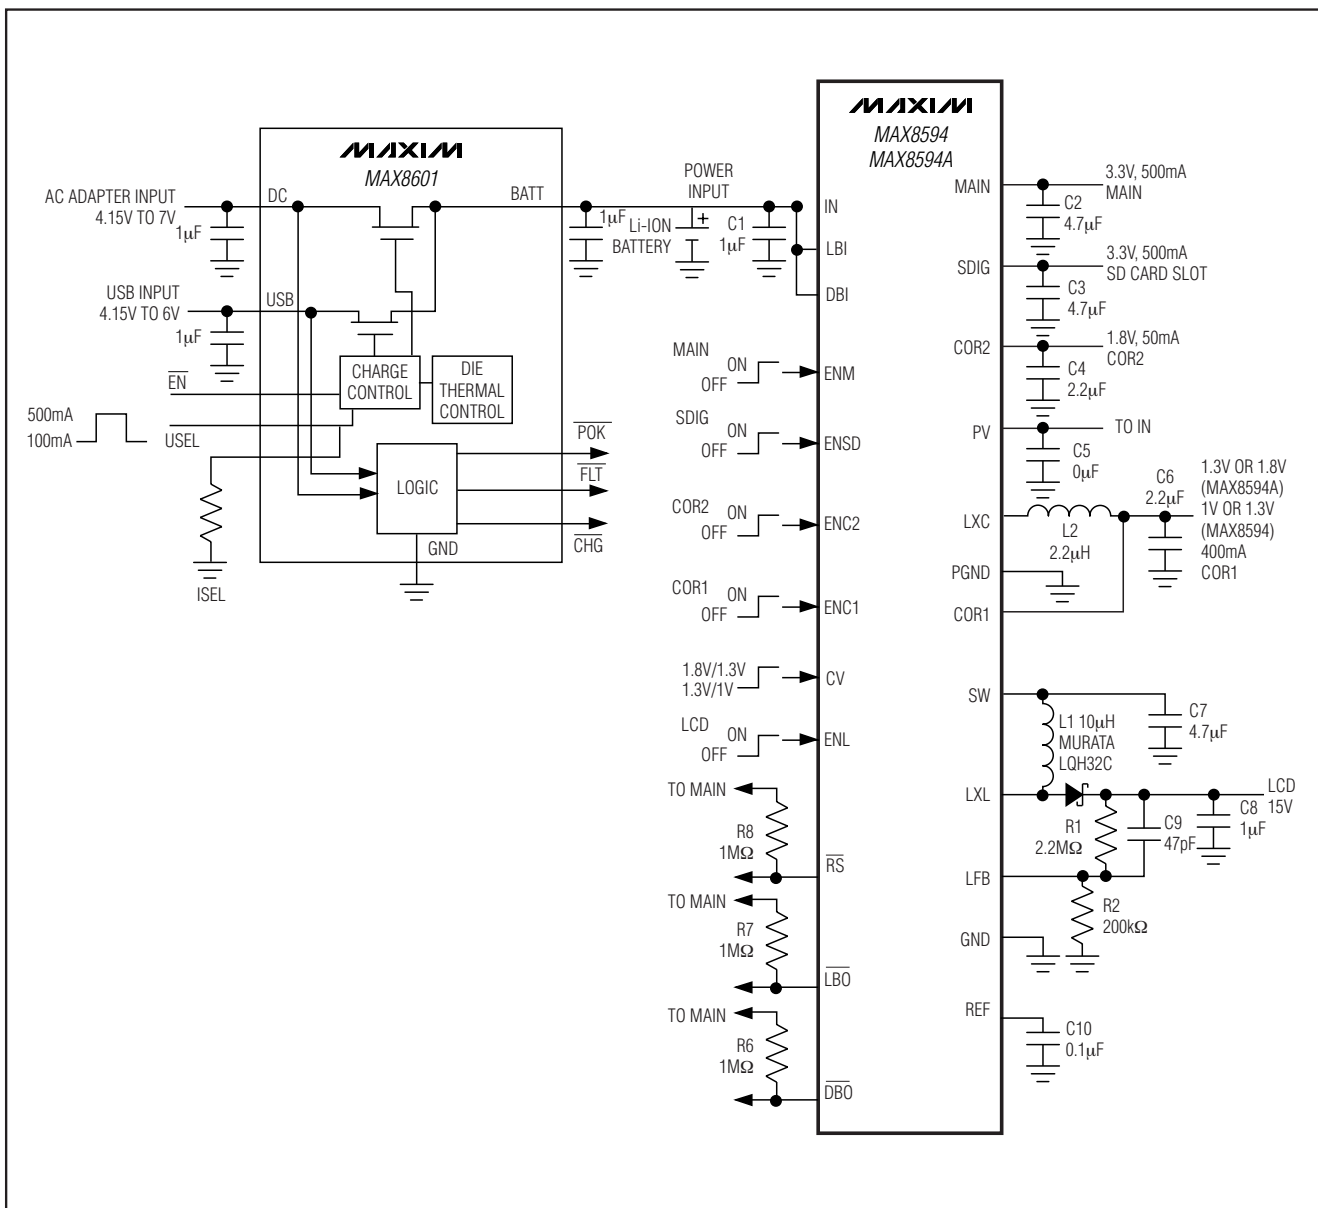 MAXIM
MAX8601
AC ADAPTER INPUT
4.15V TO 7V
1µF
DC
BATT
USB INPUT
4.15V TO 6V
1µF
USB
CHARGE
CONTROL
DIE
THERMAL
CONTROL
EN
500mA
100mA
USEL
ISEL
LOGIC
GND
POK
FLT
CHG
1µF
POWER
INPUT
Li-ION
BATTERY
+
C1
1µF
MAXIM
MAX8594
MAX8594A
IN
LBI
DBI
MAIN
ON
OFF
ENM
SDIG
ON
OFF
ENSD
COR2
ON
OFF
ENC2
COR1
ON
OFF
ENC1
1.8V/1.3V
1.3V/1V
CV
LCD
ON
OFF
ENL
TO MAIN
R8
1MΩ
RS
TO MAIN
R7
1MΩ
LBO
TO MAIN
R6
1MΩ
DBO
MAIN
3.3V, 500mA
MAIN
C2
4.7µF
SDIG
3.3V, 500mA
SD CARD SLOT
C3
4.7µF
COR2
1.8V, 50mA
COR2
C4
2.2µF
PV
TO IN
C5
0µF
LXC
L2
2.2µH
C6
2.2µF
1.3V OR 1.8V
(MAX8594A)
1V OR 1.3V
(MAX8594)
400mA
COR1
PGND
COR1
SW
L1 10µH
MURATA
LQH32C
C7
4.7µF
LXL
LCD
15V
R1
2.2MΩ
C9
47pF
C8
1µF
LFB
R2
200kΩ
GND
REF
C10
0.1µF